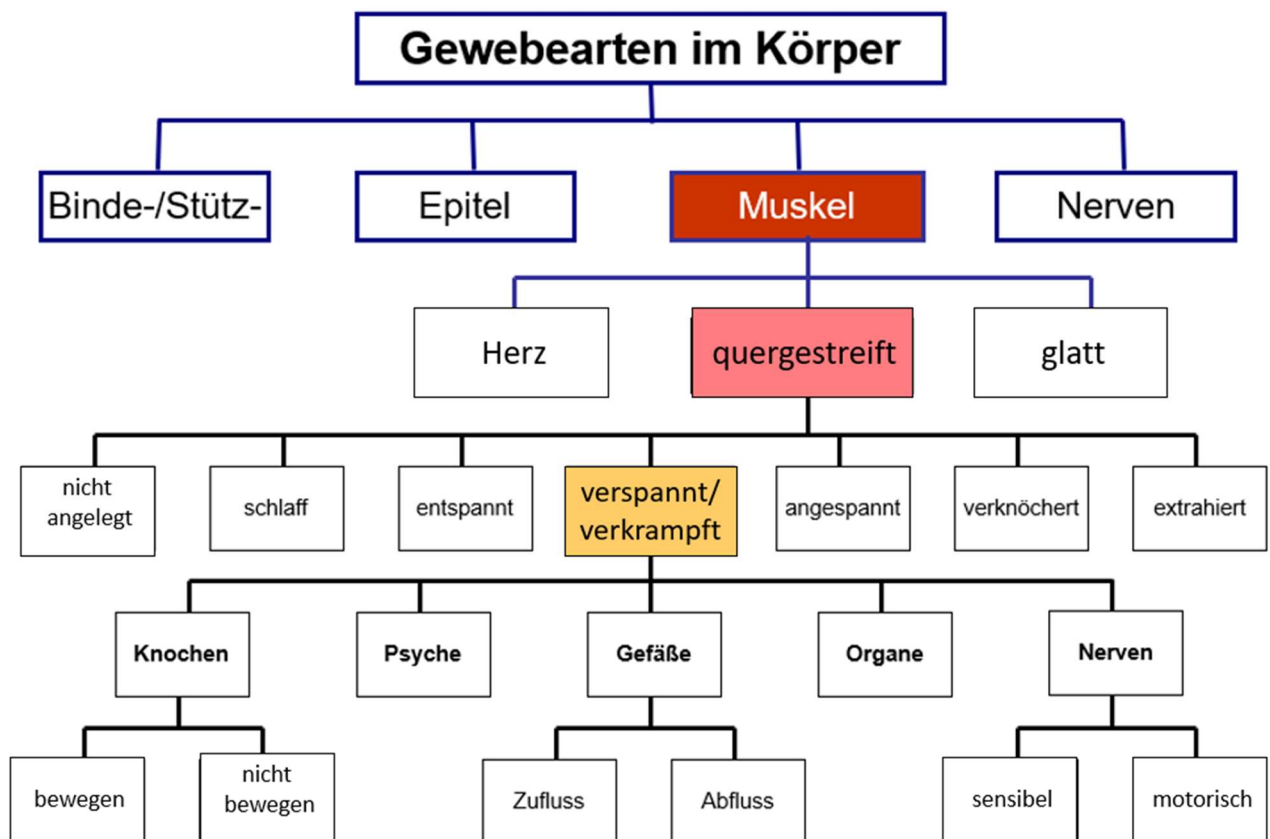 Gewebearten im Körper
Binde-/Stütz-
Epitel
Muskel
Nerven
Herz
quergestreift
glatt
nicht
angelegt
schlaff
entspannt
verspannt/
verkrampft
angespannt
verknöchert
extrahiert
Knochen
Psyche
Gefäße
Organe
Nerven
bewegen
nicht
bewegen
Zufluss
Abfluss
sensibel
motorisch